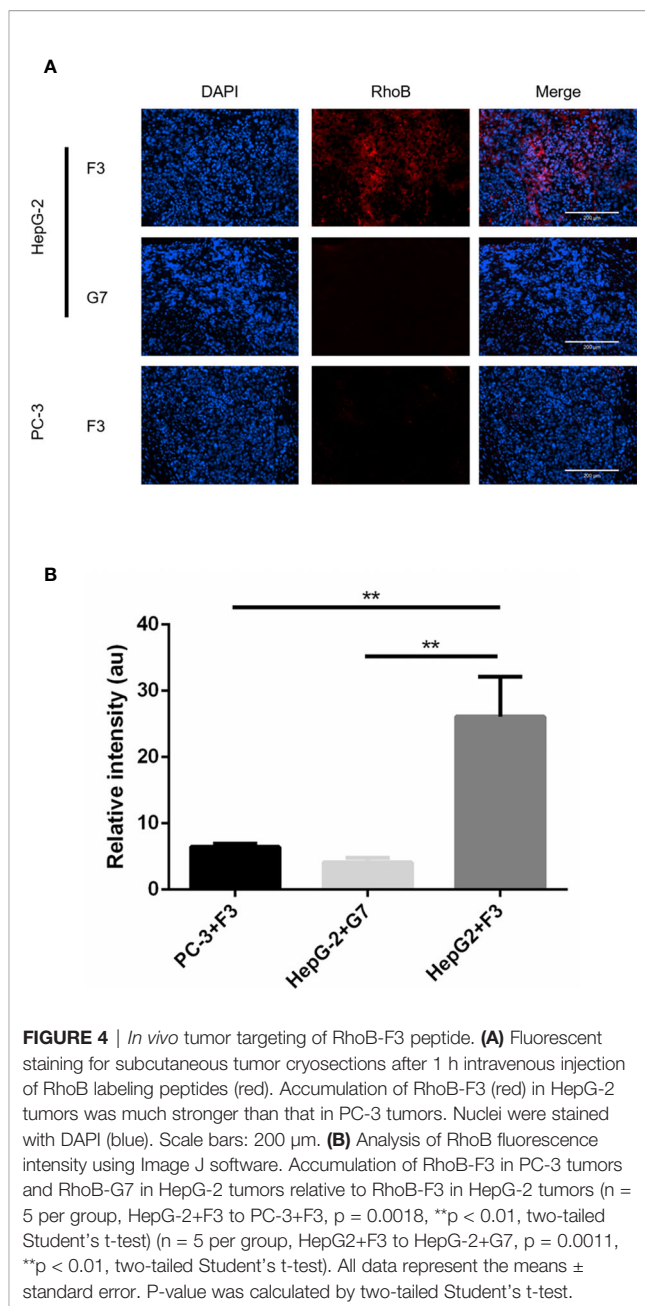 A
DAPI RhoB Merge
HepG-2
F3
200 µm
G7
200 µm
PC-3
F3
200 µm
B
**
**
Relative intensity (au)
40
30
20
10
0
PC-3+F3
HepG-2+G7
HepG2+F3
FIGURE 4 | In vivo tumor targeting of RhoB-F3 peptide. (A) Fluorescent
staining for subcutaneous tumor cryosections after 1 h intravenous injection
of RhoB labeling peptides (red). Accumulation of RhoB-F3 (red) in HepG-2
tumors was much stronger than that in PC-3 tumors. Nuclei were stained
with DAPI (blue). Scale bars: 200 µm. (B) Analysis of RhoB fluorescence
intensity using Image J software. Accumulation of RhoB-F3 in PC-3 tumors
and RhoB-G7 in HepG-2 tumors relative to RhoB-F3 in HepG-2 tumors (n =
5 per group, HepG-2+F3 to PC-3+F3, p = 0.0018, **p < 0.01, two-tailed
Student's t-test) (n = 5 per group, HepG2+F3 to HepG-2+G7, p = 0.0011,
**p < 0.01, two-tailed Student's t-test). All data represent the means ±
standard error. P-value was calculated by two-tailed Student's t-test.